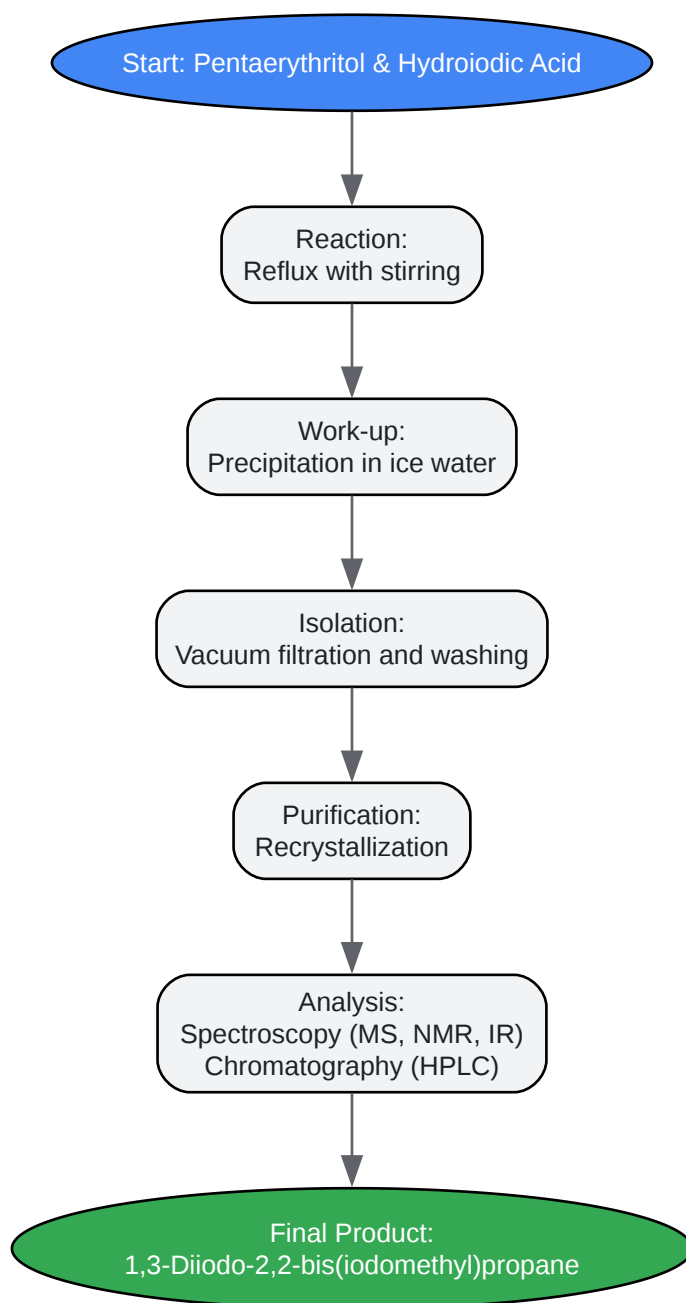 Start: Pentaerythritol & Hydroiodic Acid
Reaction:
Reflux with stirring
Work-up:
Precipitation in ice water
Isolation:
Vacuum filtration and washing
Purification:
Recrystallization
Analysis:
Spectroscopy (MS, NMR, IR)
Chromatography (HPLC)
Final Product:
1,3-Diiodo-2,2-bis(iodomethyl)propane